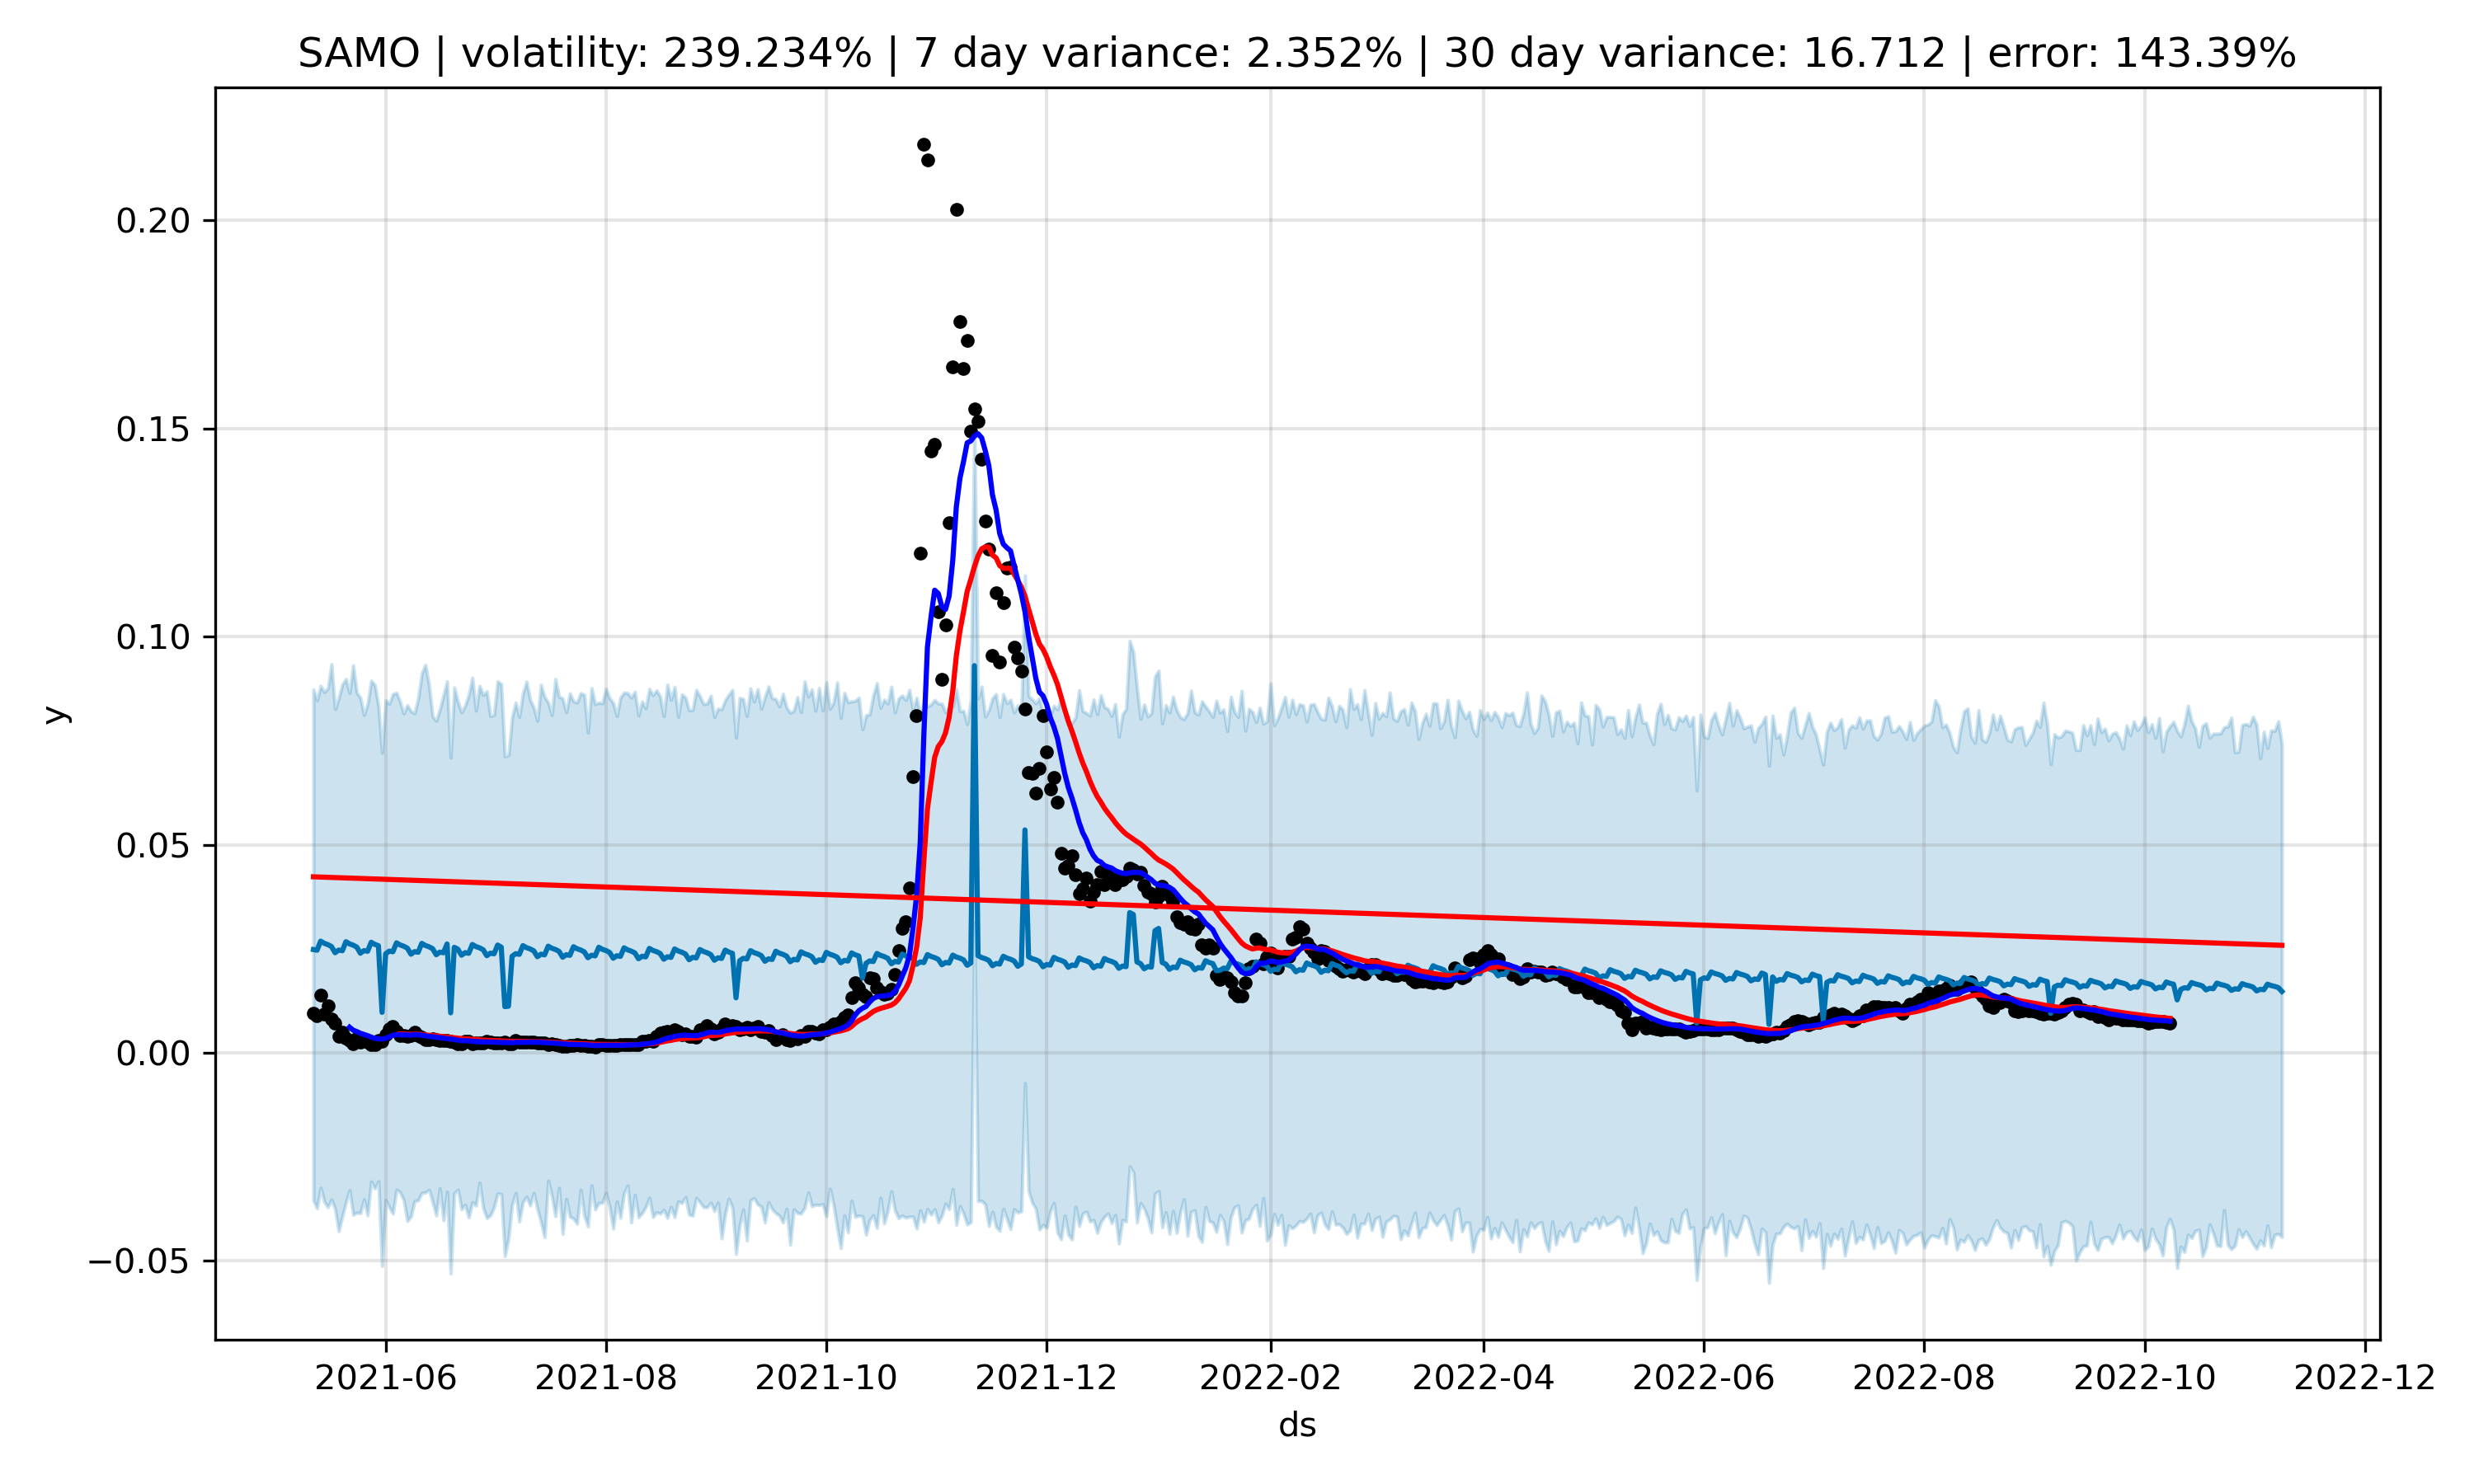 SAMO | volatility: 239.234% | 7 day variance: 2.352% | 30 day variance: 16.712 | error: 143.39%
y
0.20
0.15
0.10
0.05
0.00
−0.05
2021-06 2021-08 2021-10 2021-12 2022-02 2022-04 2022-06 2022-08 2022-10 2022-12
ds